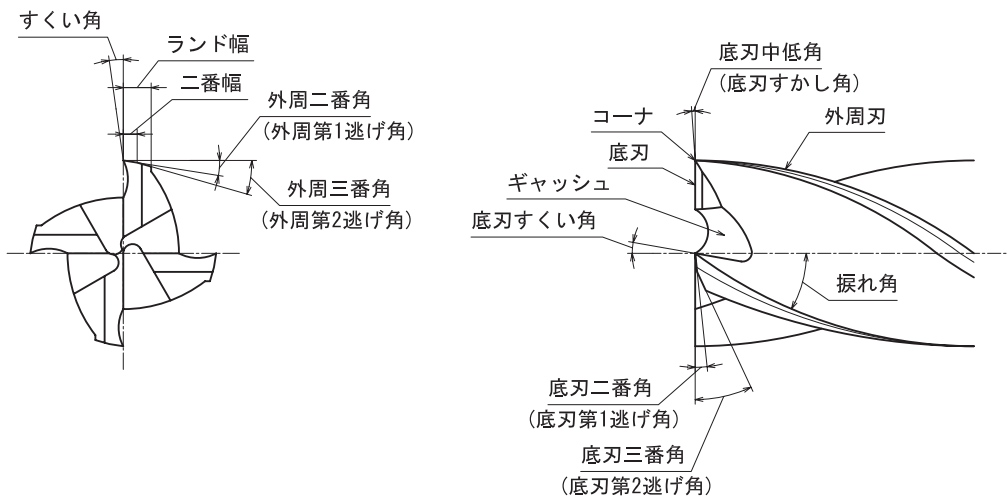 すくい角
ランド幅
二番幅
外周二番角
(外周第1逃げ角)
外周三番角
(外周第2逃げ角)
底刃中低角
(底刃すかし角)
コーナ
外周刃
底刃
ギャッシュ
底刃すくい角
捩れ角
底刃二番角
(底刃第1逃げ角)
底刃三番角
(底刃第2逃げ角)